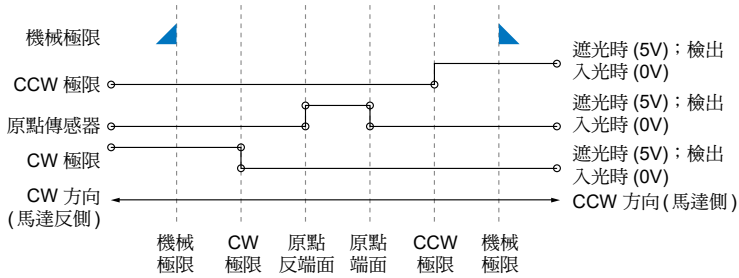 機械極限
CCW 極限
遮光時 (5V)；檢出
入光時 (0V)
原點傳感器
遮光時 (5V)；檢出
入光時 (0V)
CW 極限
遮光時 (5V)；檢出
入光時 (0V)
CW 方向
(馬達反側)
CCW 方向(馬達側)
機械
極限
CW
極限
原點
反端面
原點
端面
CCW
極限
機械
極限